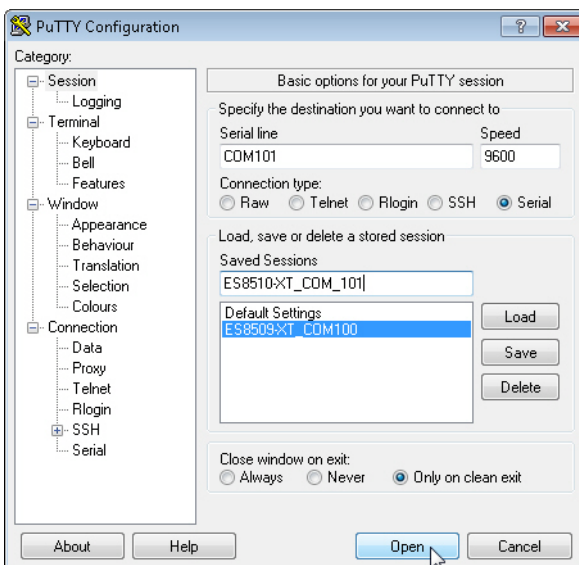 PuTTY Configuration
Category:
Session
Logging
Terminal
Keyboard
Bell
Features
Window
Appearance
Behaviour
Translation
Selection
Colours
Connection
Data
Proxy
Telnet
Rlogin
SSH
Serial
Basic options for your PuTTY session
Specify the destination you want to connect to
Serial line Speed
COM101 9600
Connection type:
Raw Telnet Rlogin SSH Serial
Load, save or delete a stored session
Saved Sessions
ES8510-XT_COM_101
Default Settings
ES8509-XT_COM100
Load
Save
Delete
Close window on exit:
Always Never Only on clean exit
About Help Open Cancel